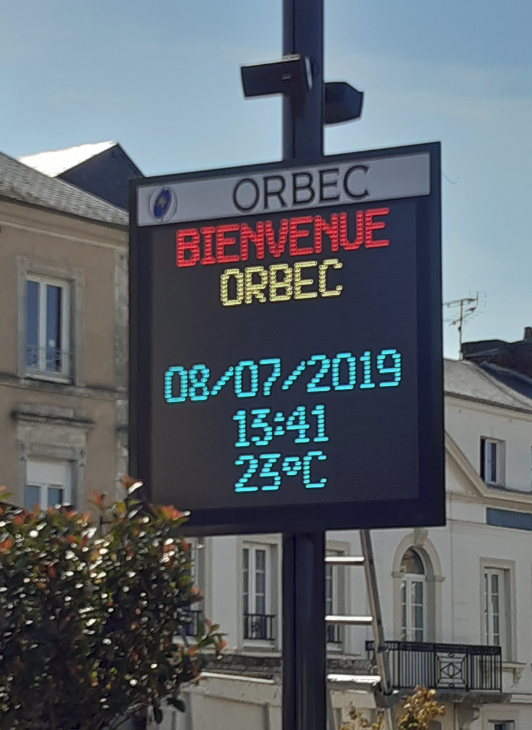 ORBEC
BIENVENUE
ORBEC
08/07/2019
13:41
23°C